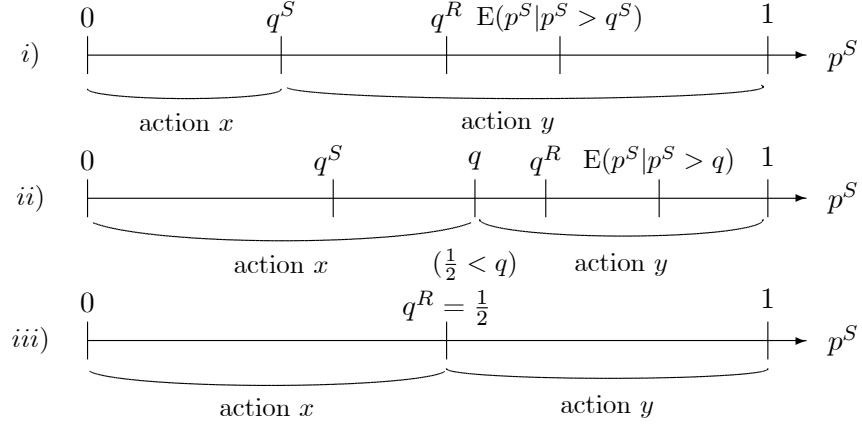 0 q^S q^R E(p^S|p^S > q^S) 1
i) p^S
action x action y
0 q^S q q^R E(p^S|p^S > q) 1
ii) p^S
action x (1/2 < q) action y
0 q^R = 1/2 1
iii) p^S
action x action y